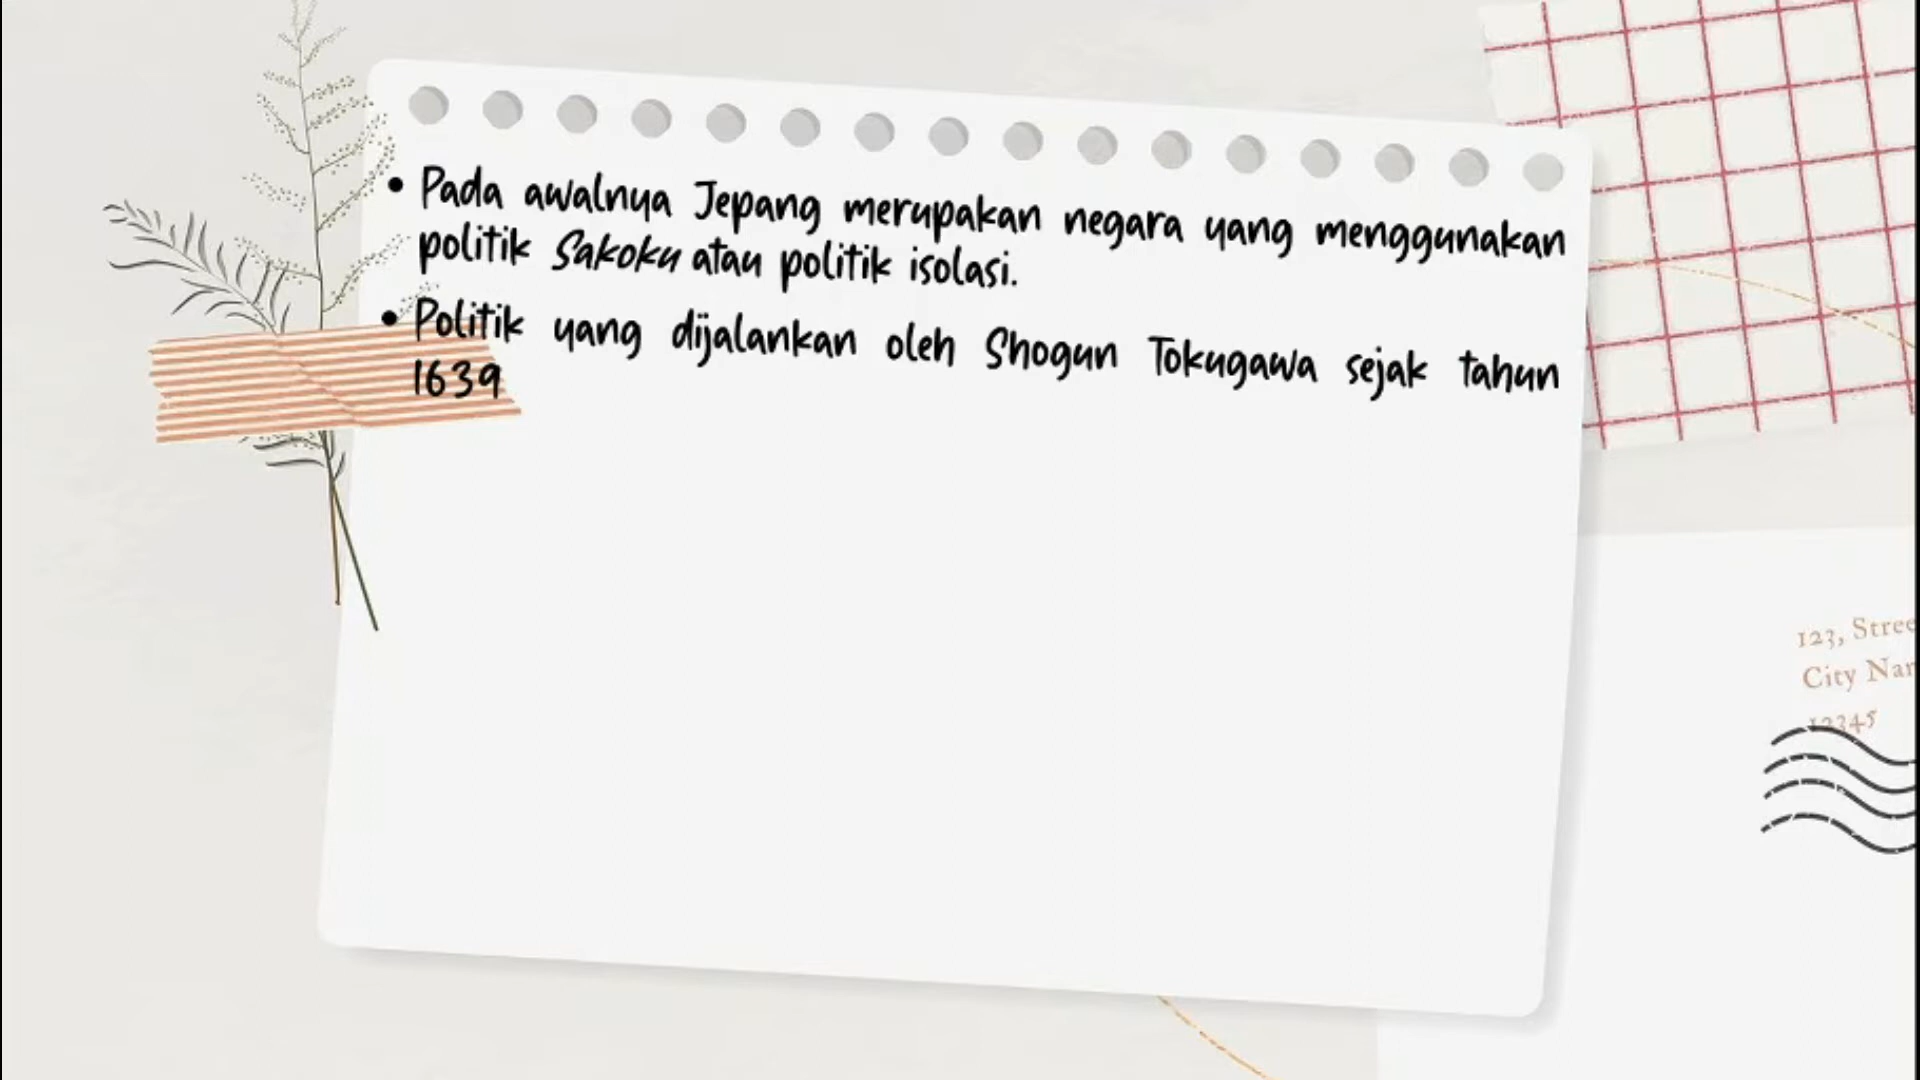 • Pada awalnya Jepang merupakan negara yang menggunakan
politik Sakoku atau politik isolasi.
• Politik yang dijalankan oleh Shogun Tokugawa sejak tahun
1639
123, Stree
City Nar
12345